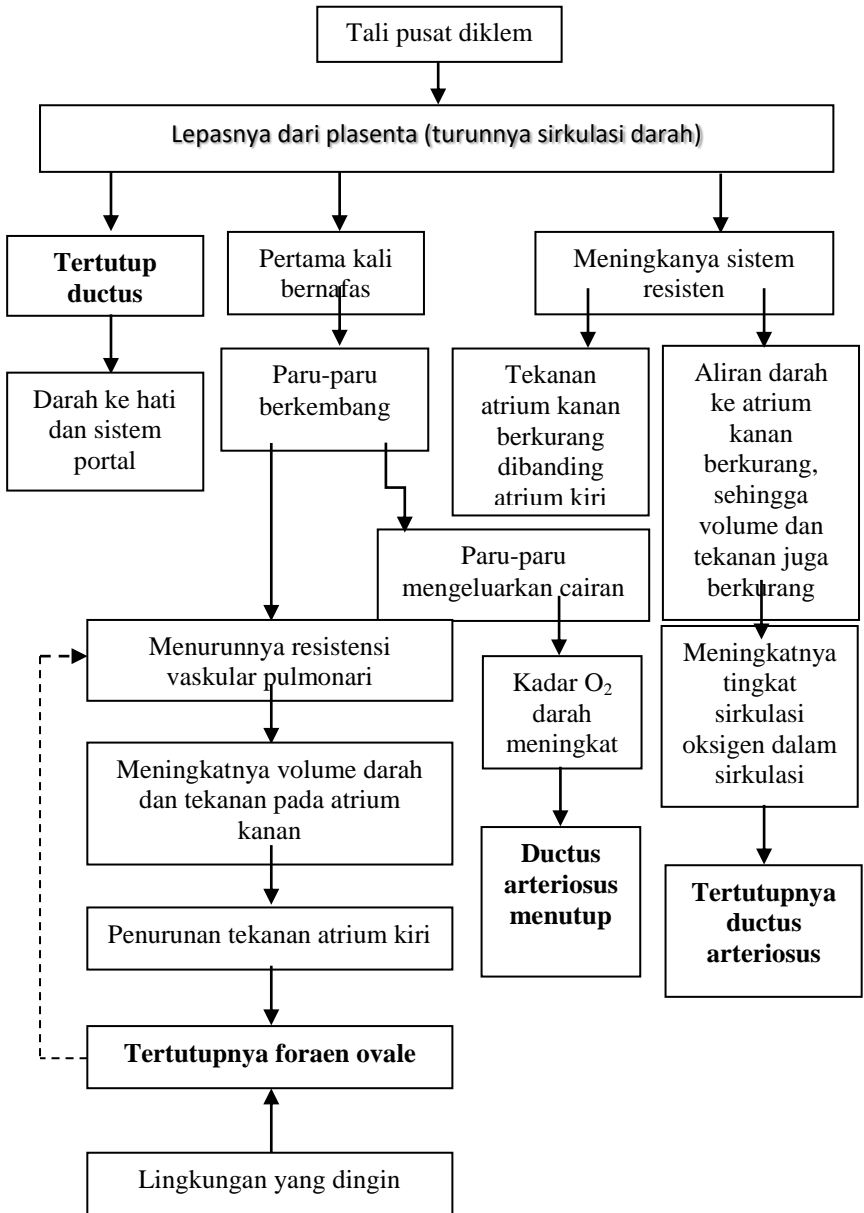 Tali pusat diklem
Lepasnya dari plasenta (turunnya sirkulasi darah)
Tertutup
ductus
Pertama kali
bernafas
Meningkanya sistem
resisten
Darah ke hati
dan sistem
portal
Paru-paru
berkembang
Tekanan
atrium kanan
berkurang
dibanding
atrium kiri
Aliran darah
ke atrium
kanan
berkurang,
sehingga
volume dan
tekanan juga
berkurang
Paru-paru
mengeluarkan cairan
Menurunnya resistensi
vaskular pulmonari
Kadar O₂
darah
meningkat
Meningkatnya
tingkat
sirkulasi
oksigen dalam
sirkulasi
Meningkatnya volume darah
dan tekanan pada atrium
kanan
Ductus
arteriosus
menutup
Tertutupnya
ductus
arteriosus
Penurunan tekanan atrium kiri
Tertutupnya foraen ovale
Lingkungan yang dingin